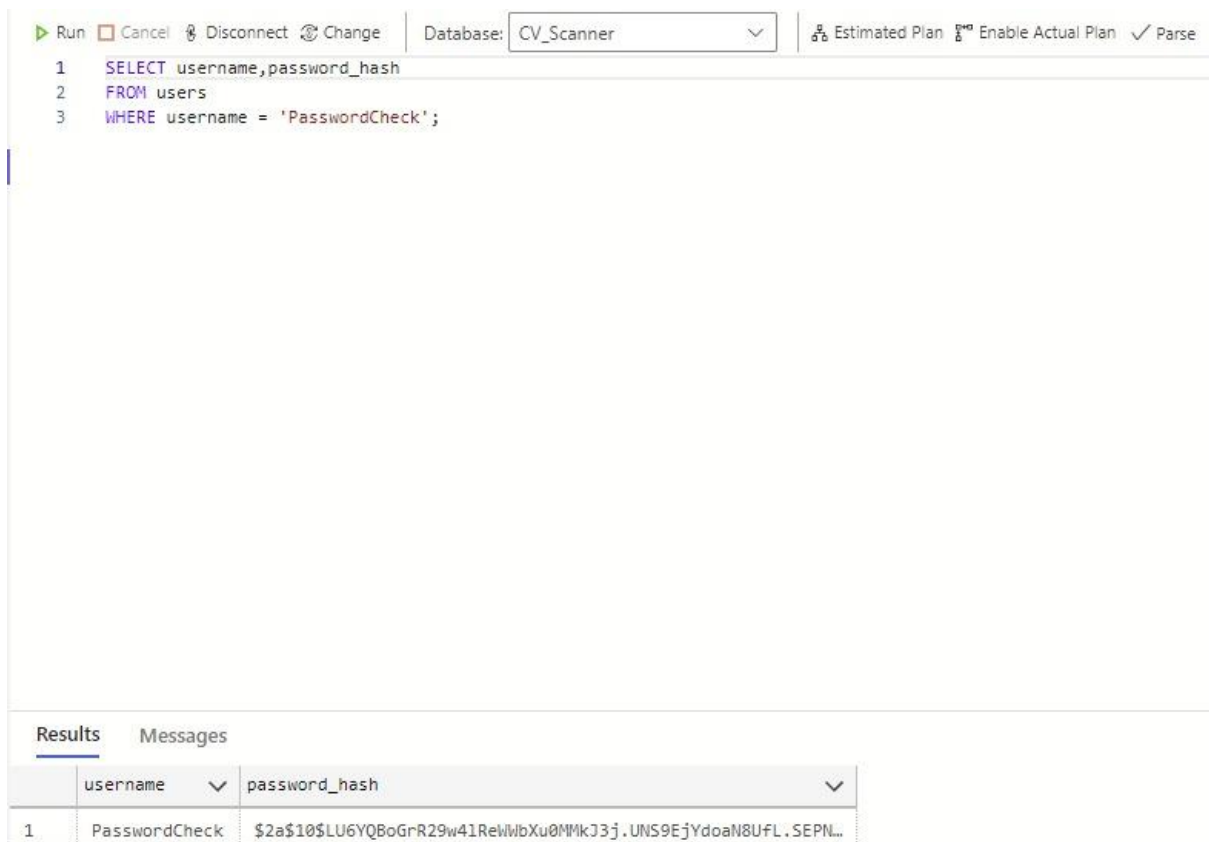 Run Cancel Disconnect Change Database: CV_Scanner Estimated Plan Enable Actual Plan Parse
1 SELECT username,password_hash
2 FROM users
3 WHERE username = 'PasswordCheck';
Results Messages
username password_hash
1 PasswordCheck $2a$10$LU6YQBoGrR29w4lReWWbXu0MMkJ3j.UNS9EjYdoaN8UfL.SEPN…